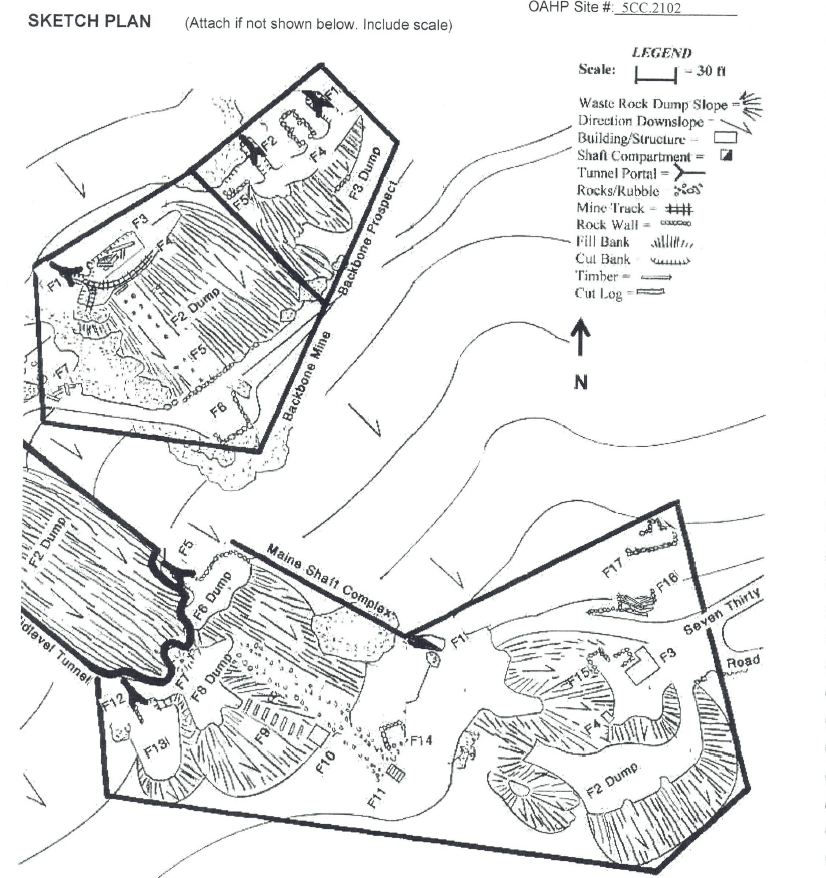 OAHP Site #: 5CC.2102
SKETCH PLAN (Attach if not shown below. Include scale)
LEGEND
Scale: = 30 ft
Waste Rock Dump Slope =
Direction Downslope =
Building/Structure =
Shaft Compartment =
Tunnel Portal =
Rocks/Rubble
Mine Track =
Rock Wall =
Fill Bank
Cut Bank
Timber =
Cut Log =
N
F1
F2
F4
F3 Dump
F5
Backbone Prospect
F3
F4
F1
F2 Dump
F5
F7
F6
Backbone Mine
F2 Dump
F5
F6 Dump
Maine Shaft Complex
F17
F16
Seven Thirty
Road
F1
F3
F15
F4
F2 Dump
Tunnel
F12
F7
F8 Dump
F13
F9
F10
F14
F11